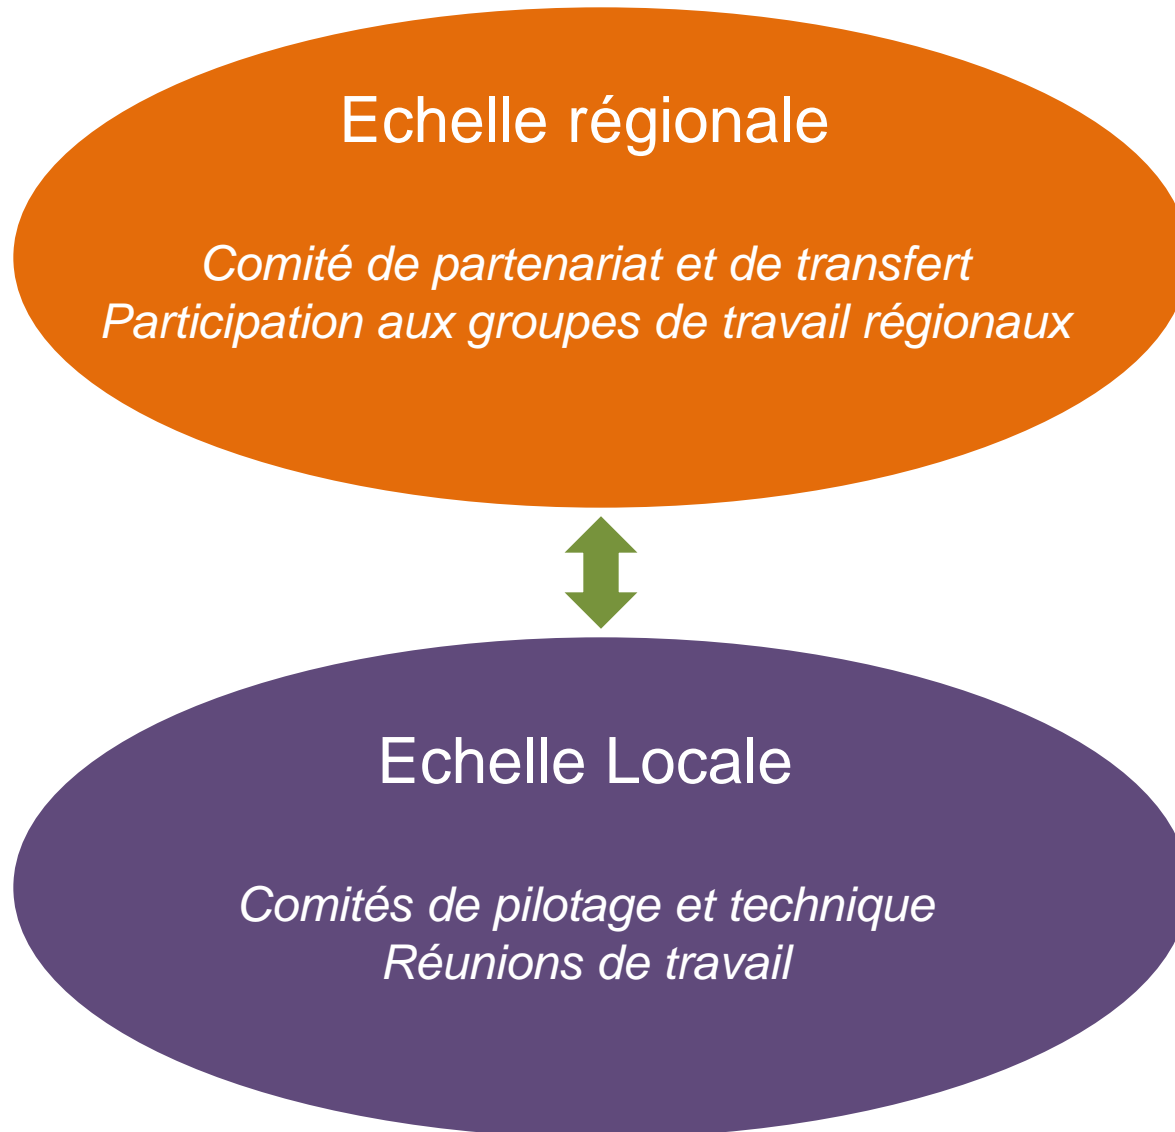 Echelle régionale
Comité de partenariat et de transfert
Participation aux groupes de travail régionaux
Echelle Locale
Comités de pilotage et technique
Réunions de travail